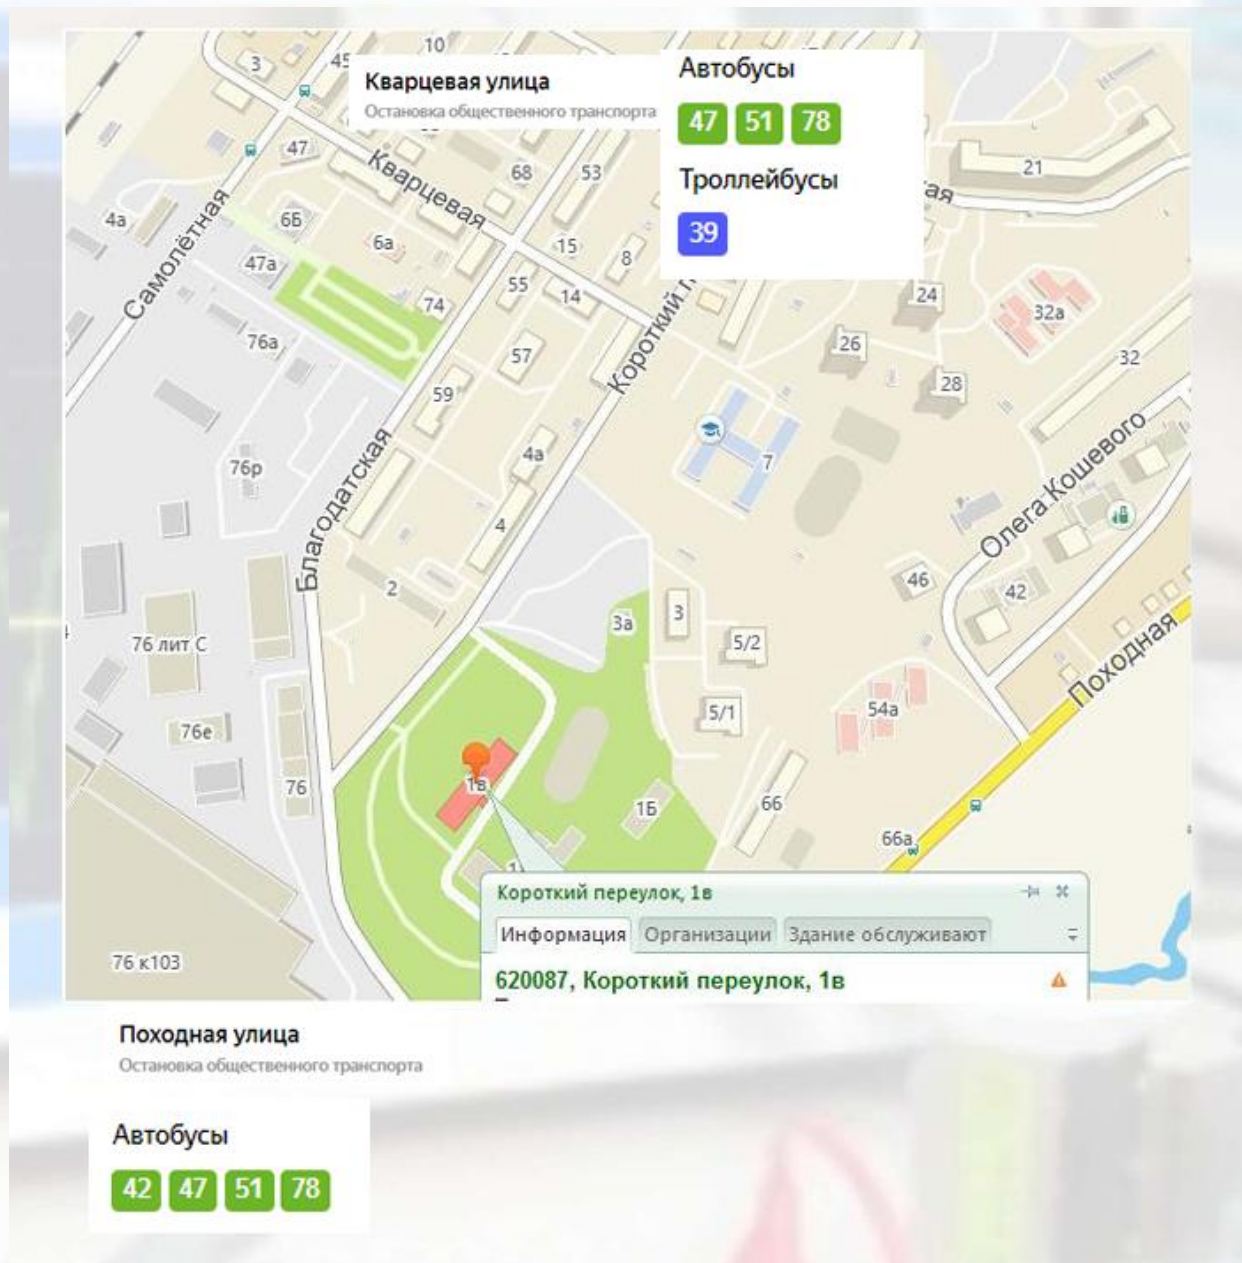 10
3
45
Кварцевая улица
Остановка общественного транспорта
Автобусы
47 51 78
Троллейбусы
39
47
Кварцевая
68
53
21
ая
4а
Самолётная
6Б
6а
15
8
47а
55
14
74
24
32а
76а
57
Короткий п
26
32
59
28
4а
7
76р
Благодатская
4
Олега Кошевого
2
46
42
3а
3
76 лит С
5/2
Походная
5/1
54а
76е
76
1в
1Б
66
66а
Короткий переулок, 1в
Информация Организации Здание обслуживают
76 к103
620087, Короткий переулок, 1в
Походная улица
Остановка общественного транспорта
Автобусы
42 47 51 78